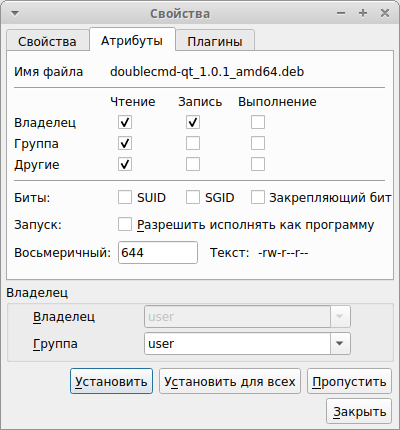 Свойства
Свойства Атрибуты Плагины
Имя файла doublecmd-qt_1.0.1_amd64.deb
Чтение Запись Выполнение
Владелец
Группа
Другие
Биты: SUID SGID Закрепляющий бит
Запуск: Разрешить исполнять как программу
Восьмеричный: 644 Текст: -rw-r--r--
Владелец
Владелец user
Группа user
Установить Установить для всех Пропустить
Закрыть